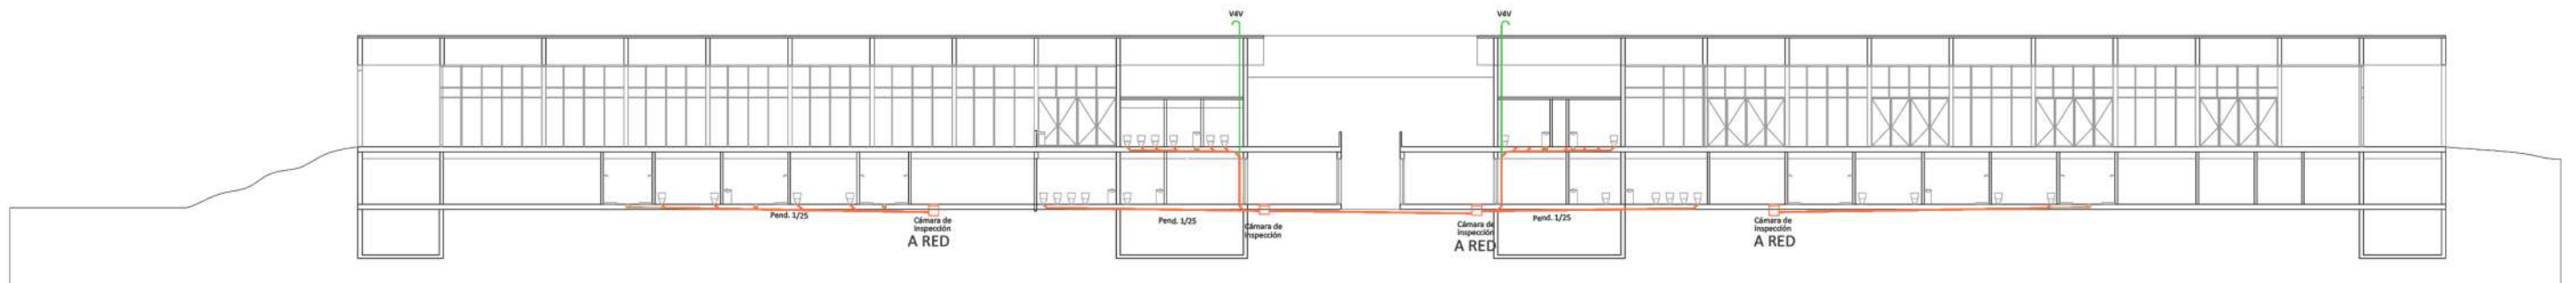 V4V
V4V
Pend. 1/25
Cámara de
Inspección
A RED
Pend. 1/25
Cámara de
Inspección
Cámara de
Inspección
A RED
Pend. 1/25
Cámara de
Inspección
A RED